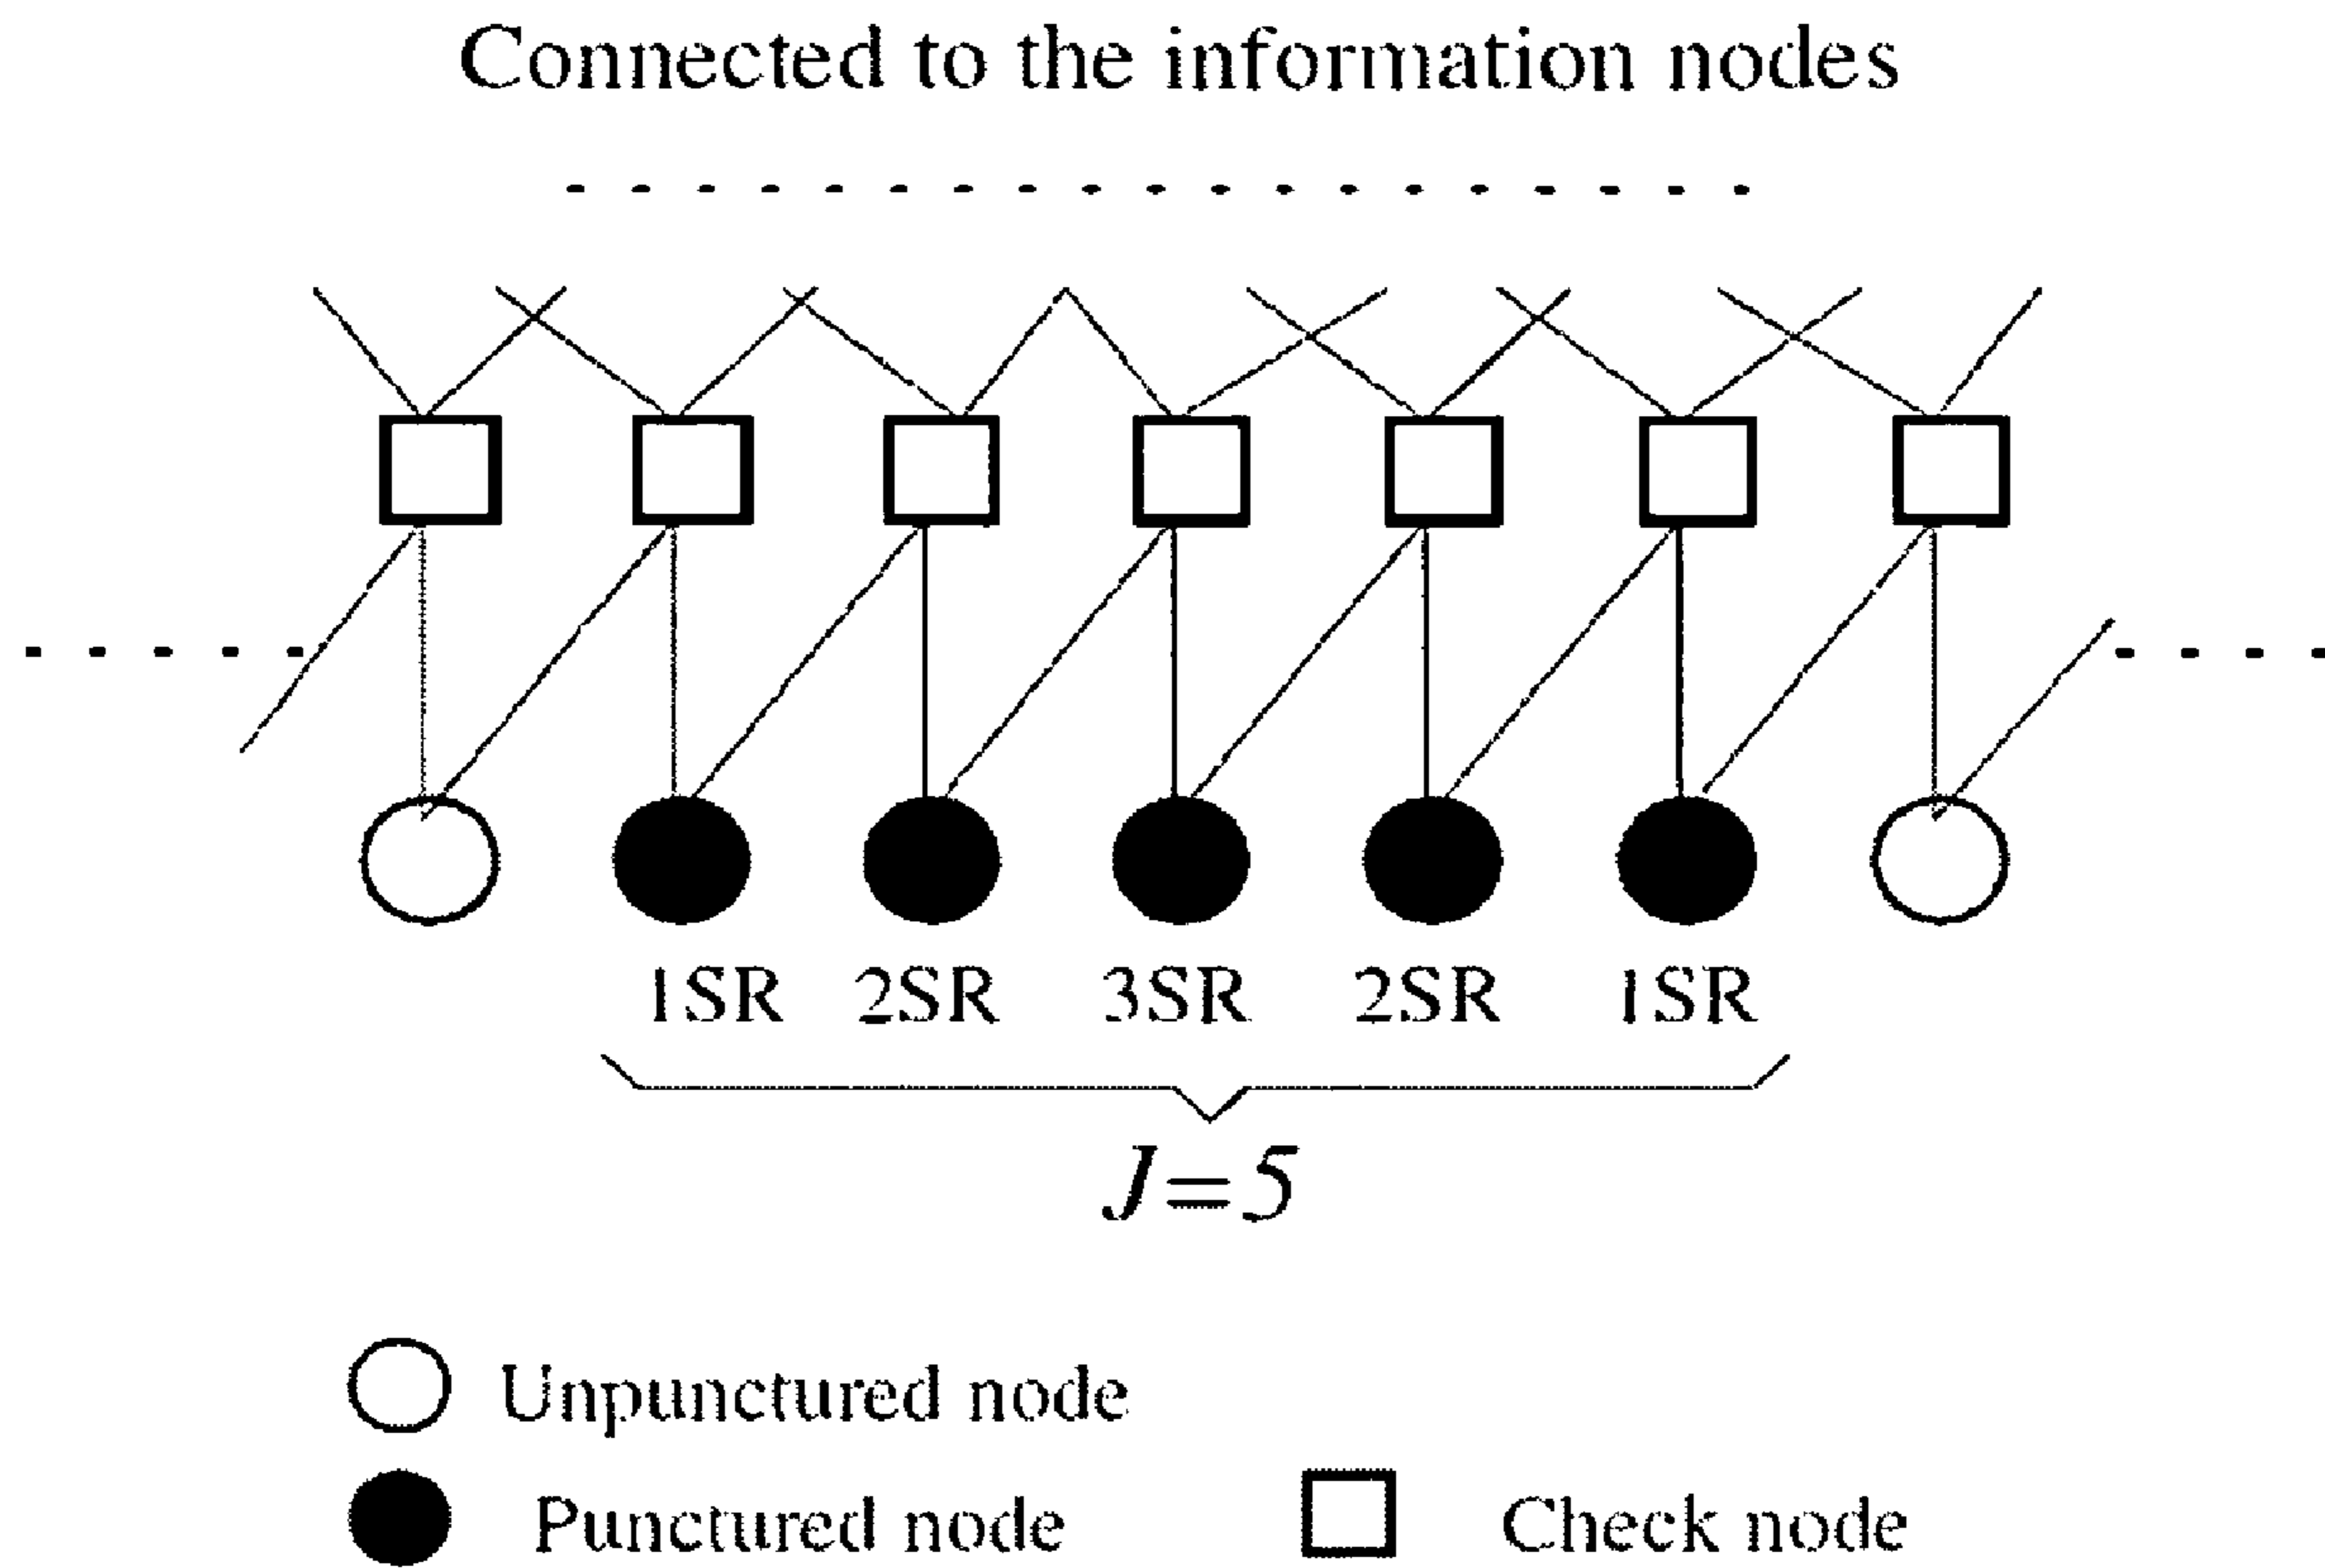 Connected to the information nodes
1SR 2SR 3SR 2SR 1SR
J=5
Unpunctured node
Punctured node Check node